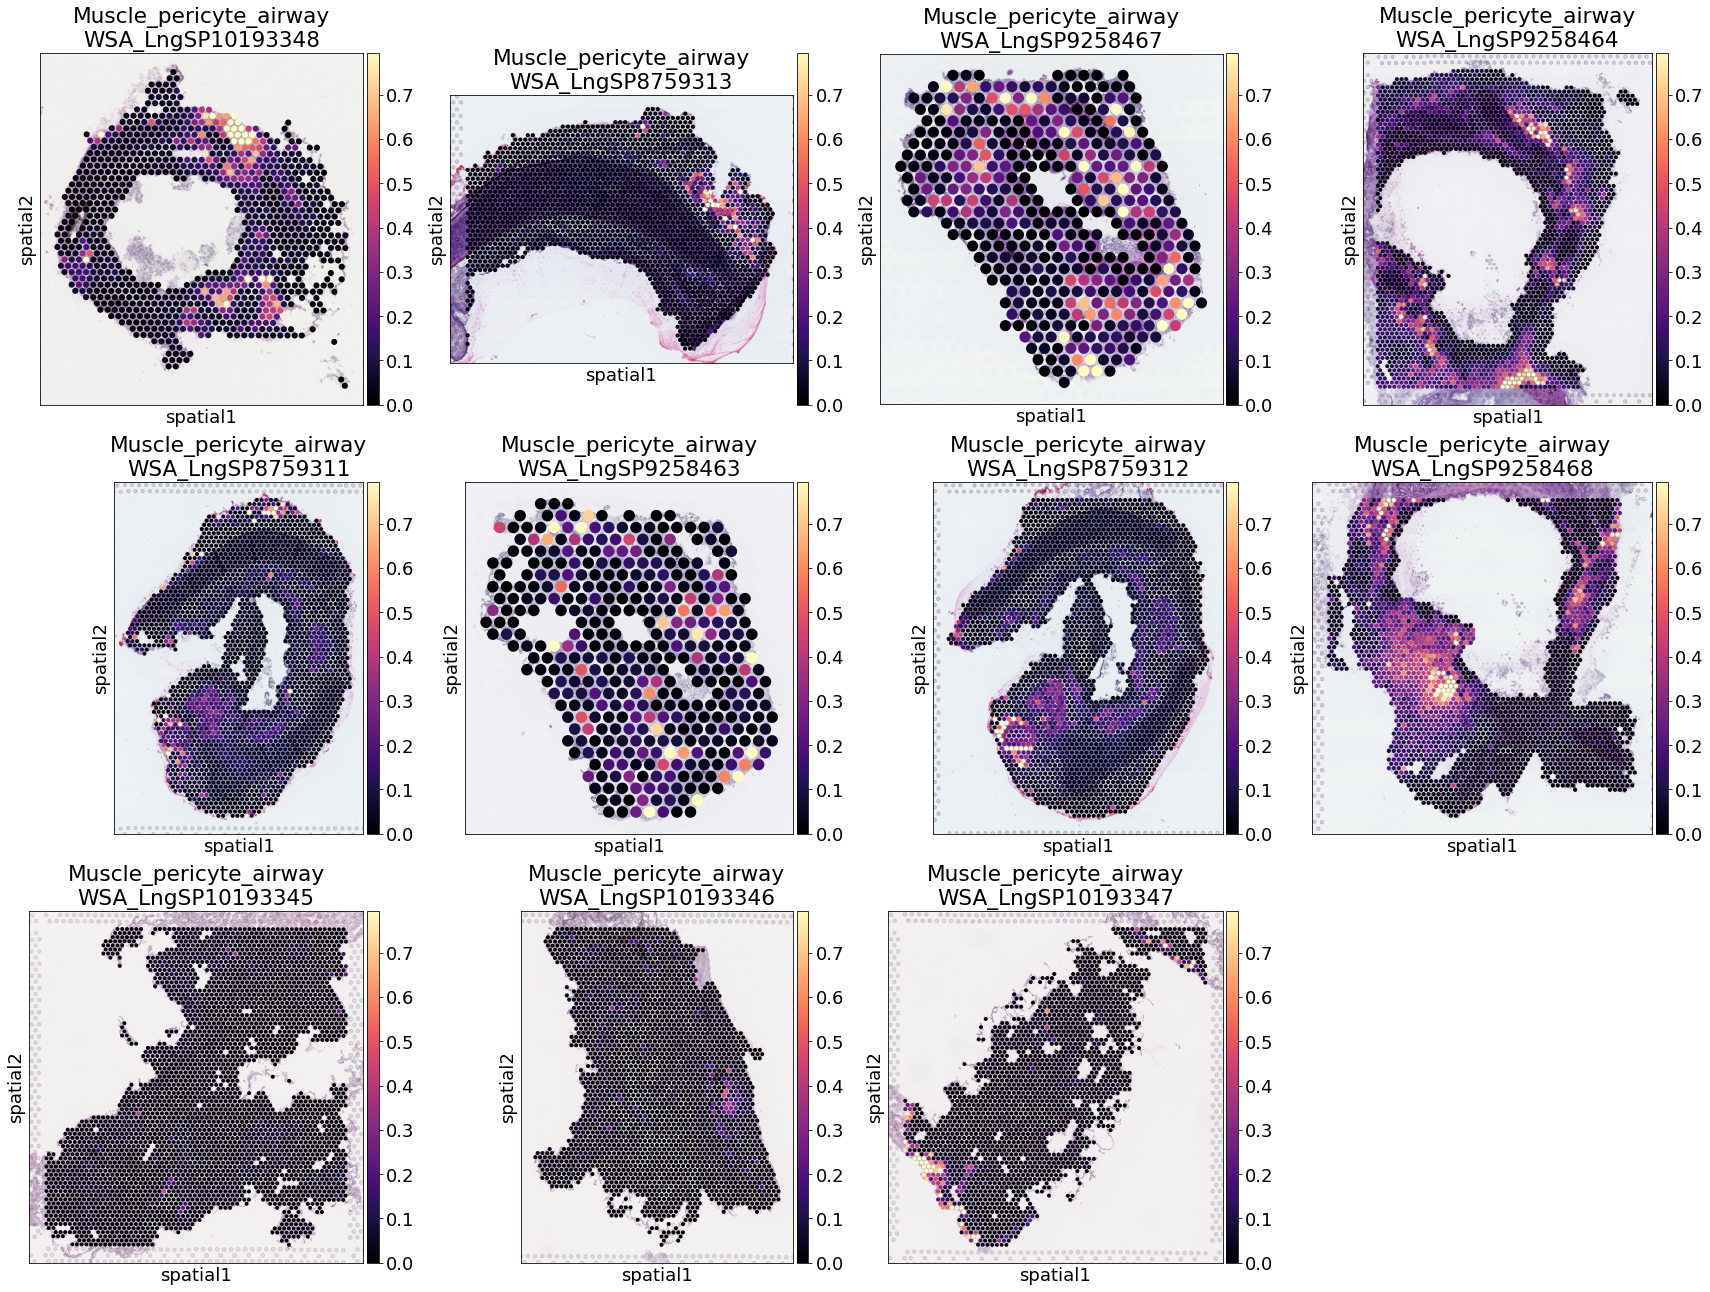 Muscle_pericyte_airway
WSA_LngSP10193348
spatial2
spatial1
0.7
0.6
0.5
0.4
0.3
0.2
0.1
0.0
Muscle_pericyte_airway
WSA_LngSP8759313
spatial2
spatial1
0.7
0.6
0.5
0.4
0.3
0.2
0.1
0.0
Muscle_pericyte_airway
WSA_LngSP9258467
spatial2
spatial1
0.7
0.6
0.5
0.4
0.3
0.2
0.1
0.0
Muscle_pericyte_airway
WSA_LngSP9258464
spatial2
spatial1
0.7
0.6
0.5
0.4
0.3
0.2
0.1
0.0
Muscle_pericyte_airway
WSA_LngSP8759311
spatial2
spatial1
0.7
0.6
0.5
0.4
0.3
0.2
0.1
0.0
Muscle_pericyte_airway
WSA_LngSP9258463
spatial2
spatial1
0.7
0.6
0.5
0.4
0.3
0.2
0.1
0.0
Muscle_pericyte_airway
WSA_LngSP8759312
spatial2
spatial1
0.7
0.6
0.5
0.4
0.3
0.2
0.1
0.0
Muscle_pericyte_airway
WSA_LngSP9258468
spatial2
spatial1
0.7
0.6
0.5
0.4
0.3
0.2
0.1
0.0
Muscle_pericyte_airway
WSA_LngSP10193345
spatial2
spatial1
0.7
0.6
0.5
0.4
0.3
0.2
0.1
0.0
Muscle_pericyte_airway
WSA_LngSP10193346
spatial2
spatial1
0.7
0.6
0.5
0.4
0.3
0.2
0.1
0.0
Muscle_pericyte_airway
WSA_LngSP10193347
spatial2
spatial1
0.7
0.6
0.5
0.4
0.3
0.2
0.1
0.0